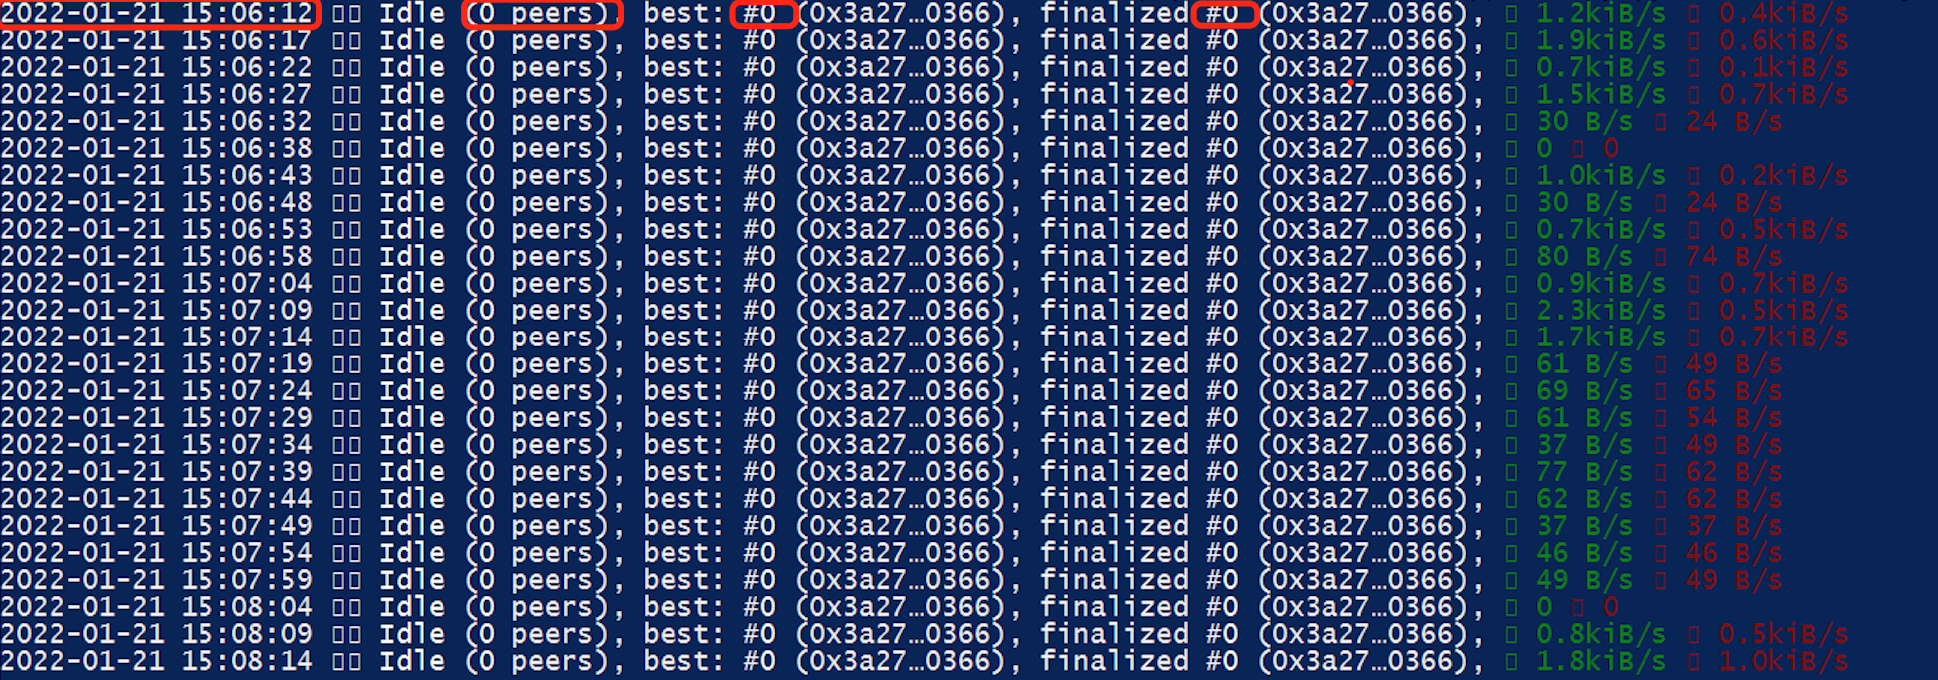 2022-01-21 15:06:12 Idle (0 peers), best: #0 (0x3a27…0366), finalized #0 (0x3a27…0366), 1.2kiB/s 0.4kiB/s
2022-01-21 15:06:17 Idle (0 peers), best: #0 (0x3a27…0366), finalized #0 (0x3a27…0366), 1.9kiB/s 0.6kiB/s
2022-01-21 15:06:22 Idle (0 peers), best: #0 (0x3a27…0366), finalized #0 (0x3a27…0366), 0.7kiB/s 0.1kiB/s
2022-01-21 15:06:27 Idle (0 peers), best: #0 (0x3a27…0366), finalized #0 (0x3a27…0366), 1.5kiB/s 0.7kiB/s
2022-01-21 15:06:32 Idle (0 peers), best: #0 (0x3a27…0366), finalized #0 (0x3a27…0366), 30 B/s 24 B/s
2022-01-21 15:06:38 Idle (0 peers), best: #0 (0x3a27…0366), finalized #0 (0x3a27…0366), 0 0
2022-01-21 15:06:43 Idle (0 peers), best: #0 (0x3a27…0366), finalized #0 (0x3a27…0366), 1.0kiB/s 0.2kiB/s
2022-01-21 15:06:48 Idle (0 peers), best: #0 (0x3a27…0366), finalized #0 (0x3a27…0366), 30 B/s 24 B/s
2022-01-21 15:06:53 Idle (0 peers), best: #0 (0x3a27…0366), finalized #0 (0x3a27…0366), 0.7kiB/s 0.5kiB/s
2022-01-21 15:06:58 Idle (0 peers), best: #0 (0x3a27…0366), finalized #0 (0x3a27…0366), 80 B/s 74 B/s
2022-01-21 15:07:04 Idle (0 peers), best: #0 (0x3a27…0366), finalized #0 (0x3a27…0366), 0.9kiB/s 0.7kiB/s
2022-01-21 15:07:09 Idle (0 peers), best: #0 (0x3a27…0366), finalized #0 (0x3a27…0366), 2.3kiB/s 0.5kiB/s
2022-01-21 15:07:14 Idle (0 peers), best: #0 (0x3a27…0366), finalized #0 (0x3a27…0366), 1.7kiB/s 0.7kiB/s
2022-01-21 15:07:19 Idle (0 peers), best: #0 (0x3a27…0366), finalized #0 (0x3a27…0366), 61 B/s 49 B/s
2022-01-21 15:07:24 Idle (0 peers), best: #0 (0x3a27…0366), finalized #0 (0x3a27…0366), 69 B/s 65 B/s
2022-01-21 15:07:29 Idle (0 peers), best: #0 (0x3a27…0366), finalized #0 (0x3a27…0366), 61 B/s 54 B/s
2022-01-21 15:07:34 Idle (0 peers), best: #0 (0x3a27…0366), finalized #0 (0x3a27…0366), 37 B/s 49 B/s
2022-01-21 15:07:39 Idle (0 peers), best: #0 (0x3a27…0366), finalized #0 (0x3a27…0366), 77 B/s 62 B/s
2022-01-21 15:07:44 Idle (0 peers), best: #0 (0x3a27…0366), finalized #0 (0x3a27…0366), 62 B/s 62 B/s
2022-01-21 15:07:49 Idle (0 peers), best: #0 (0x3a27…0366), finalized #0 (0x3a27…0366), 37 B/s 37 B/s
2022-01-21 15:07:54 Idle (0 peers), best: #0 (0x3a27…0366), finalized #0 (0x3a27…0366), 46 B/s 46 B/s
2022-01-21 15:07:59 Idle (0 peers), best: #0 (0x3a27…0366), finalized #0 (0x3a27…0366), 49 B/s 49 B/s
2022-01-21 15:08:04 Idle (0 peers), best: #0 (0x3a27…0366), finalized #0 (0x3a27…0366), 0 0
2022-01-21 15:08:09 Idle (0 peers), best: #0 (0x3a27…0366), finalized #0 (0x3a27…0366), 0.8kiB/s 0.5kiB/s
2022-01-21 15:08:14 Idle (0 peers), best: #0 (0x3a27…0366), finalized #0 (0x3a27…0366), 1.8kiB/s 1.0kiB/s